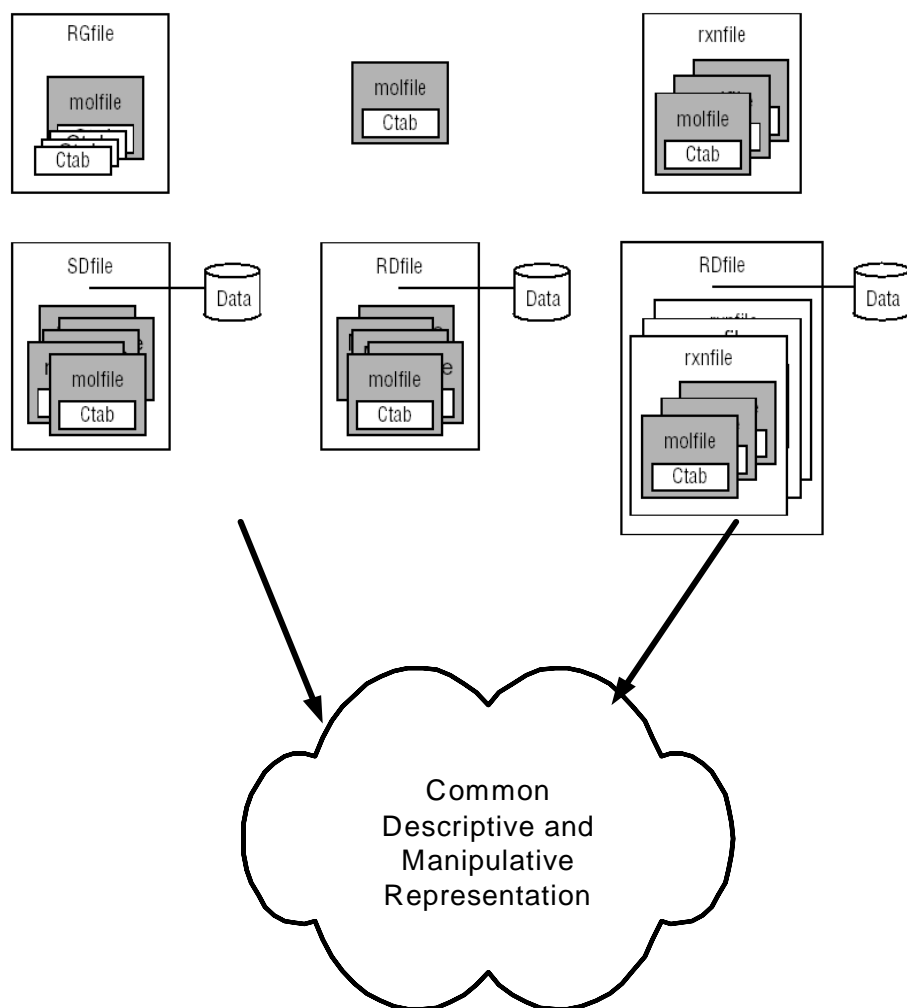 RGfile
rxnfile
molfile
molfile
Ctab
molfile
Ctab
Ctab
Ctab
SDfile
RDfile
RDfile
Data
Data
Data
rxnfile
molfile
Ctab
molfile
Ctab
molfile
Ctab
Common
Descriptive and
Manipulative
Representation